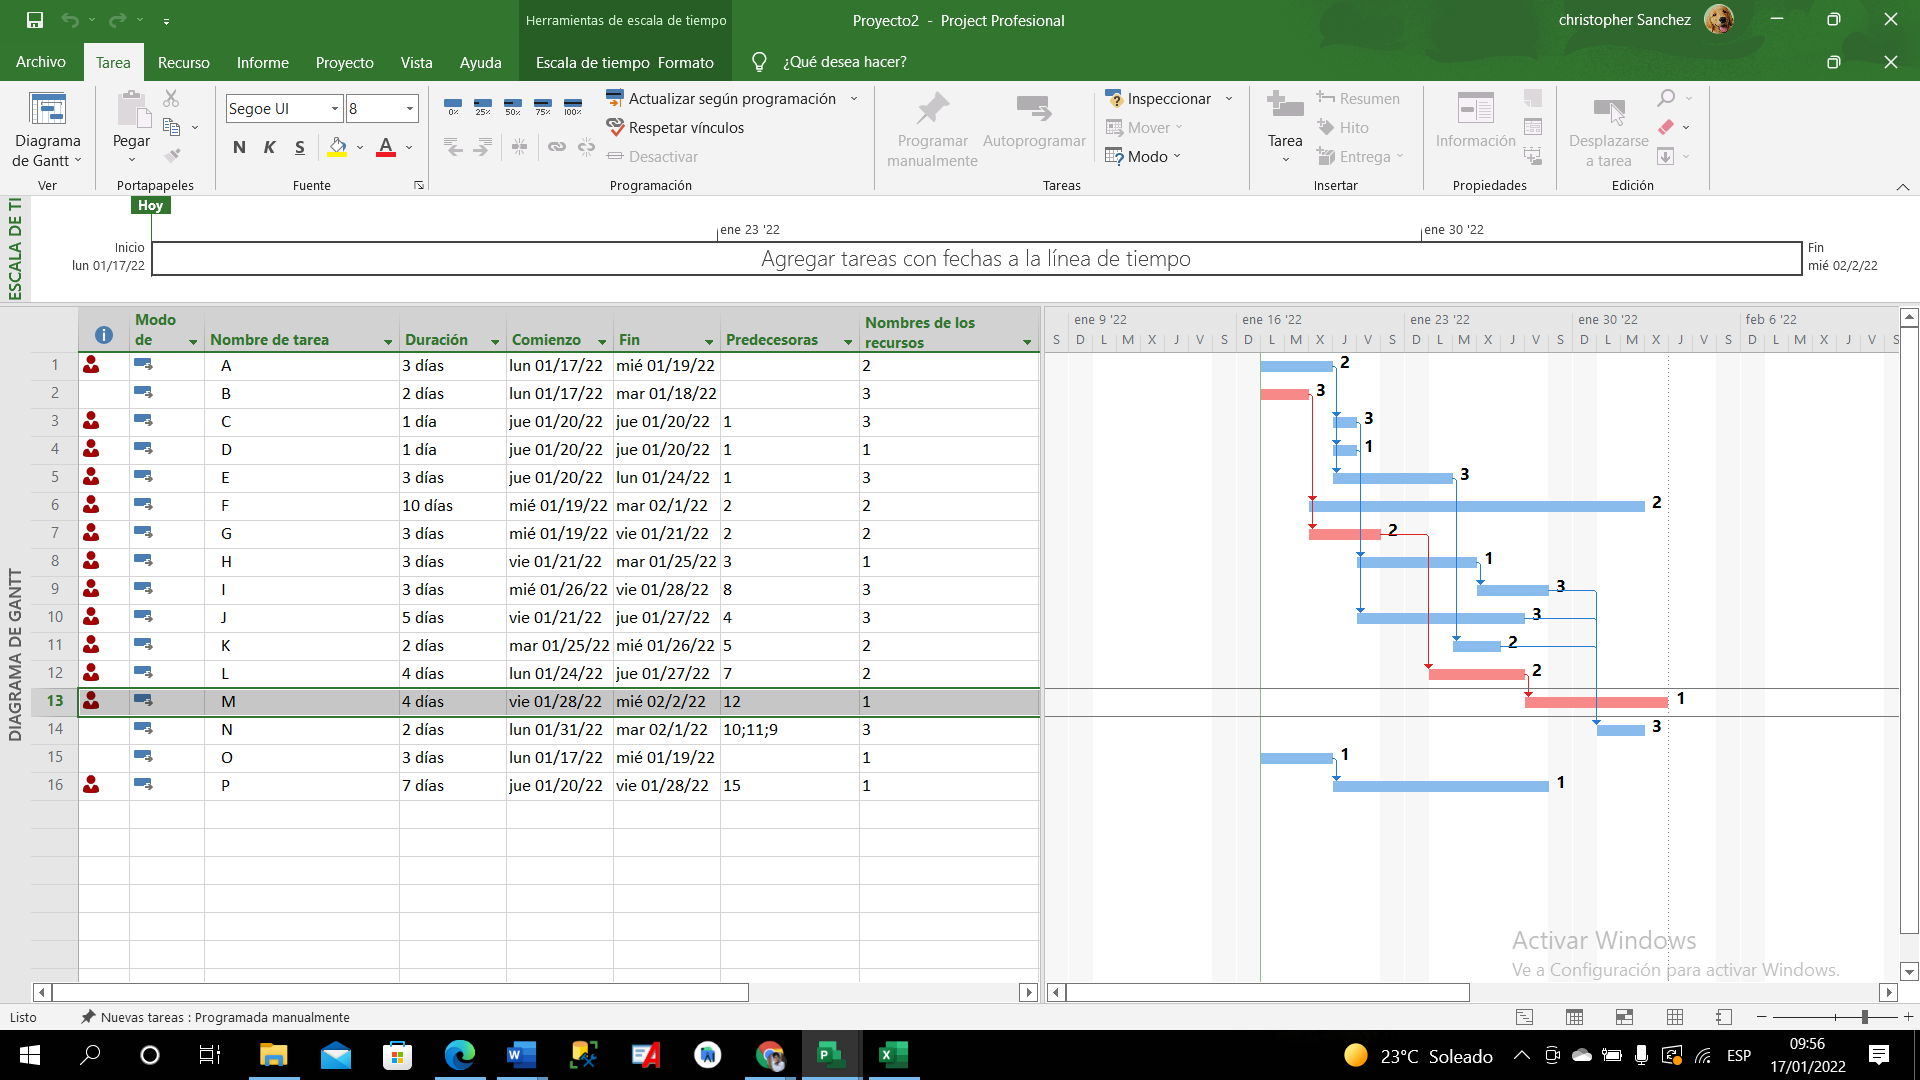 Herramientas de escala de tiempo
Proyecto2 - Project Profesional
christopher Sanchez
Archivo
Tarea
Recurso
Informe
Proyecto
Vista
Ayuda
Escala de tiempo Formato
¿Qué desea hacer?
Diagrama de Gantt
Ver
Pegar
Portapapeles
Segoe UI
8
N K S
A
Fuente
0% 25% 50% 75% 100%
Actualizar según programación
Respetar vínculos
Desactivar
Programación
Programar manualmente
Autoprogramar
Inspeccionar
Mover
Modo
Tareas
Tarea
Resumen
Hito
Entrega
Insertar
Información
Propiedades
Desplazarse a tarea
Edición
ESCALA DE TI
Hoy
Inicio
lun 01/17/22
ene 23 '22
ene 30 '22
Agregar tareas con fechas a la línea de tiempo
Fin
mié 02/2/22
DIAGRAMA DE GANTT
Modo de
Nombre de tarea
Duración
Comienzo
Fin
Predecesoras
Nombres de los recursos
1 A 3 días lun 01/17/22 mié 01/19/22 2
2 B 2 días lun 01/17/22 mar 01/18/22 3
3 C 1 día jue 01/20/22 jue 01/20/22 1 3
4 D 1 día jue 01/20/22 jue 01/20/22 1 1
5 E 3 días jue 01/20/22 lun 01/24/22 1 3
6 F 10 días mié 01/19/22 mar 02/1/22 2 2
7 G 3 días mié 01/19/22 vie 01/21/22 2 2
8 H 3 días vie 01/21/22 mar 01/25/22 3 1
9 I 3 días mié 01/26/22 vie 01/28/22 8 3
10 J 5 días vie 01/21/22 jue 01/27/22 4 3
11 K 2 días mar 01/25/22 mié 01/26/22 5 2
12 L 4 días lun 01/24/22 jue 01/27/22 7 2
13 M 4 días vie 01/28/22 mié 02/2/22 12 1
14 N 2 días lun 01/31/22 mar 02/1/22 10;11;9 3
15 O 3 días lun 01/17/22 mié 01/19/22 1
16 P 7 días jue 01/20/22 vie 01/28/22 15 1
ene 9 '22
ene 16 '22
ene 23 '22
ene 30 '22
feb 6 '22
S D L M X J V S D L M X J V S D L M X J V S D L M X J V S D L M X J V S
2
3
3
1
3
2
2
1
3
3
2
2
1
3
1
1
Activar Windows
Ve a Configuración para activar Windows.
Listo
Nuevas tareas : Programada manualmente
23°C Soleado
ESP
09:56
17/01/2022